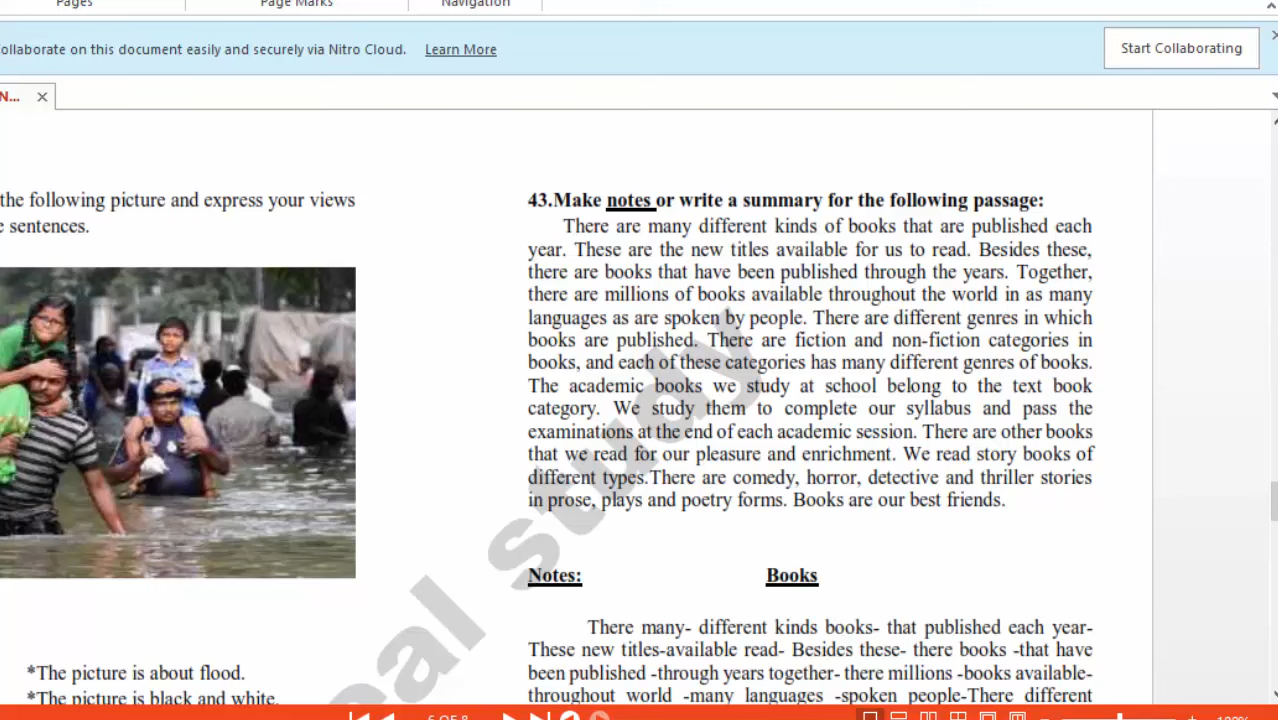 Pages
Page Marks
Navigation
ollaborate on this document easily and securely via Nitro Cloud. Learn More
Start Collaborating
N...
the following picture and express your views
e sentences.
*The picture is about flood.
*The picture is black and white.
43.Make notes or write a summary for the following passage:
There are many different kinds of books that are published each
year. These are the new titles available for us to read. Besides these,
there are books that have been published through the years. Together,
there are millions of books available throughout the world in as many
languages as are spoken by people. There are different genres in which
books are published. There are fiction and non-fiction categories in
books, and each of these categories has many different genres of books.
The academic books we study at school belong to the text book
category. We study them to complete our syllabus and pass the
examinations at the end of each academic session. There are other books
that we read for our pleasure and enrichment. We read story books of
different types.There are comedy, horror, detective and thriller stories
in prose, plays and poetry forms. Books are our best friends.
Notes: Books
There many- different kinds books- that published each year-
These new titles-available read- Besides these- there books -that have
been published -through years together- there millions -books available-
throughout world -many languages -spoken people-There different
eal study
6 OF 8